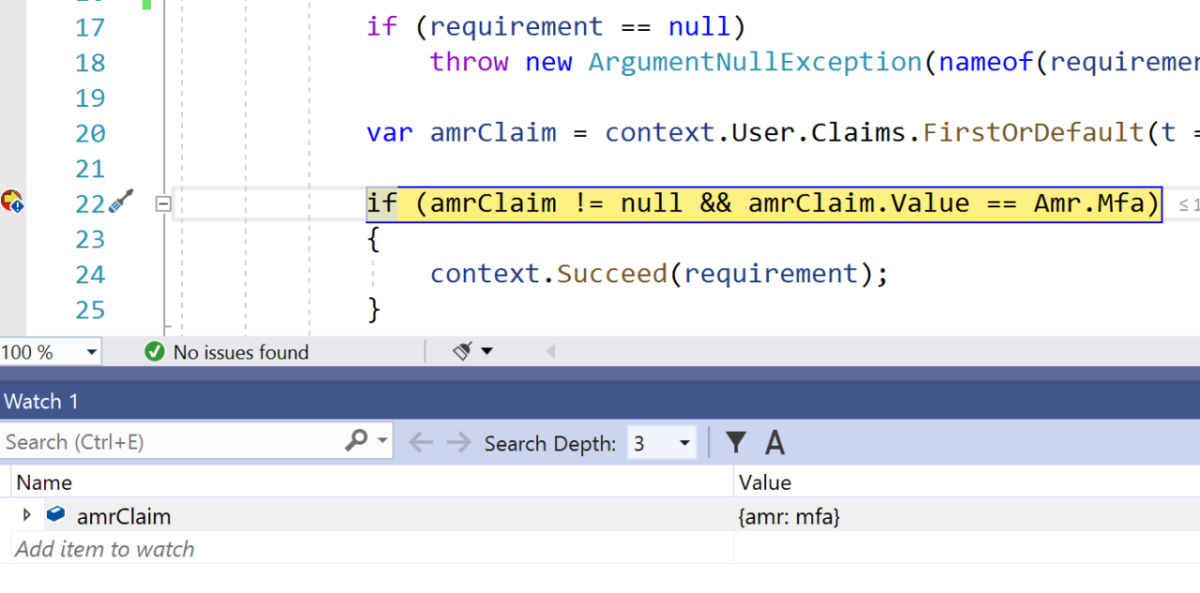 17 if (requirement == null)
18 throw new ArgumentNullException(nameof(requiremen
19
20 var amrClaim = context.User.Claims.FirstOrDefault(t =
21
22 if (amrClaim != null && amrClaim.Value == Amr.Mfa) ≤ 1
23 {
24 context.Succeed(requirement);
25 }
100 % No issues found
Watch 1
Search (Ctrl+E) Search Depth: 3 A
Name Value
amrClaim {amr: mfa}
Add item to watch